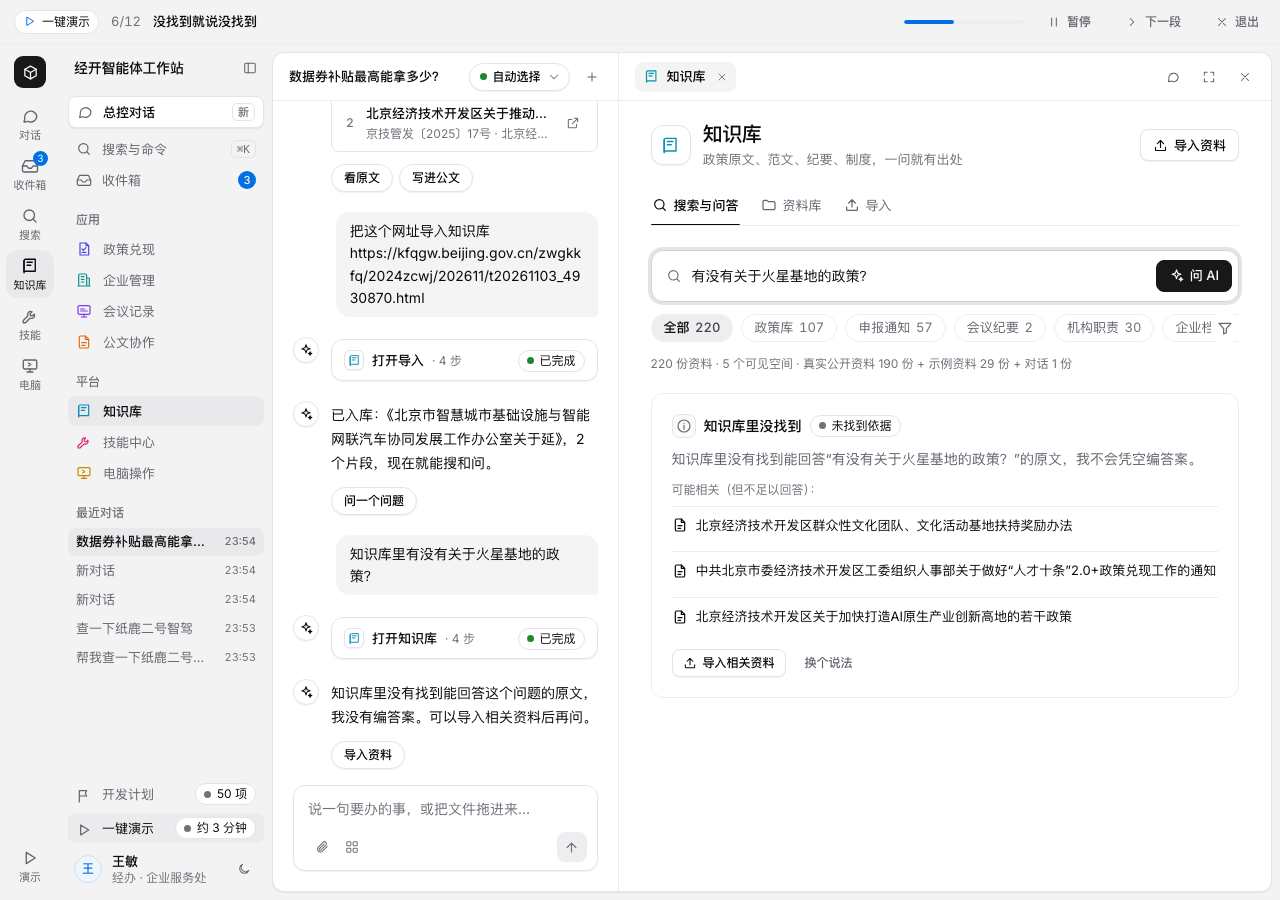 一键演示
6/12
没找到就说没找到
暂停
下一段
退出
对话
3
收件箱
搜索
知识库
技能
电脑
演示
经开智能体工作站
总控对话
新
搜索与命令
⌘K
收件箱
3
应用
政策兑现
企业管理
会议记录
公文协作
平台
知识库
技能中心
电脑操作
最近对话
数据券补贴最高能拿...
23:54
新对话
23:54
新对话
23:54
查一下纸鹿二号智驾
23:53
帮我查一下纸鹿二号...
23:53
开发计划
50 项
一键演示
约 3 分钟
王
王敏
经办 · 企业服务处
数据券补贴最高能拿多少?
自动选择
2
北京经济技术开发区关于推动...
京技管发〔2025〕17号 · 北京经...
看原文
写进公文
把这个网址导入知识库
https://kfqgw.beijing.gov.cn/zwgkk
fq/2024zcwj/202611/t20261103_49
30870.html
打开导入 · 4 步
已完成
已入库:《北京市智慧城市基础设施与智能
网联汽车协同发展工作办公室关于延》，2
个片段，现在就能搜和问。
问一个问题
知识库里有没有关于火星基地的政
策?
打开知识库 · 4 步
已完成
知识库里没有找到能回答这个问题的原文，
我没有编答案。可以导入相关资料后再问。
导入资料
说一句要办的事，或把文件拖进来...
知识库
知识库
政策原文、范文、纪要、制度，一问就有出处
导入资料
搜索与问答
资料库
导入
有没有关于火星基地的政策?
问 AI
全部 220
政策库 107
申报通知 57
会议纪要 2
机构职责 30
企业档
220 份资料 · 5 个可见空间 · 真实公开资料 190 份 + 示例资料 29 份 + 对话 1 份
知识库里没找到
未找到依据
知识库里没有找到能回答“有没有关于火星基地的政策？”的原文，我不会凭空编答案。
可能相关（但不足以回答）:
北京经济技术开发区群众性文化团队、文化活动基地扶持奖励办法
中共北京市委经济技术开发区工委组织人事部关于做好“人才十条”2.0+政策兑现工作的通知
北京经济技术开发区关于加快打造AI原生产业创新高地的若干政策
导入相关资料
换个说法